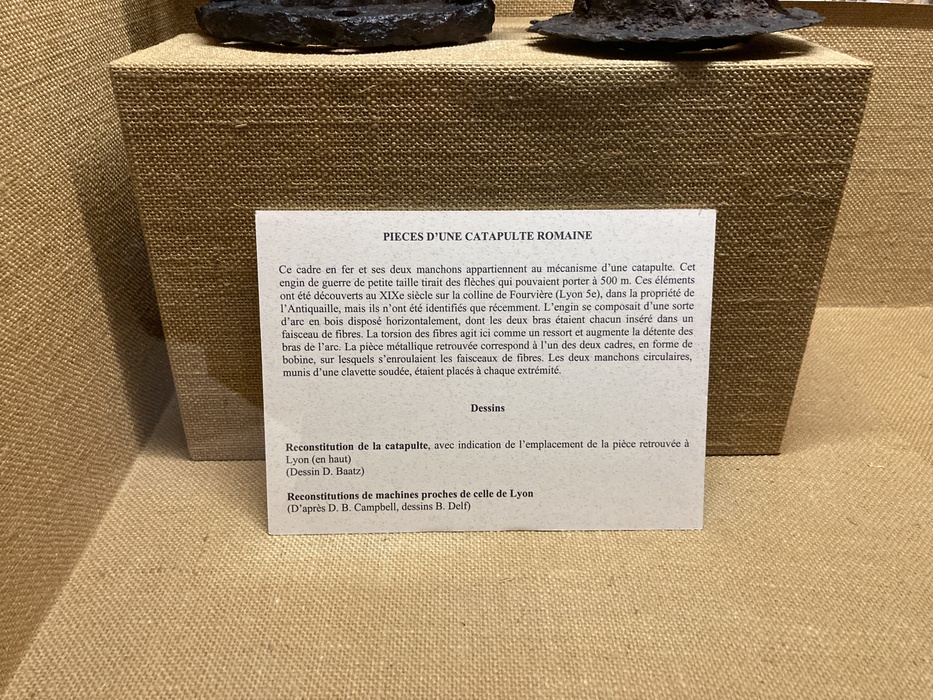 PIECES D'UNE CATAPULTE ROMAINE
Ce cadre en fer et ses deux manchons appartiennent au mécanisme d'une catapulte. Cet
engin de guerre de petite taille tirait des flèches qui pouvaient porter à 500 m. Ces éléments
ont été découverts au XIXe siècle sur la colline de Fourvière (Lyon 5e), dans la propriété de
l'Antiquaille, mais ils n'ont été identifiés que récemment. L'engin se composait d'une sorte
d'arc en bois disposé horizontalement, dont les deux bras étaient chacun inséré dans un
faisceau de fibres. La torsion des fibres agit ici comme un ressort et augmente la détente des
bras de l'arc. La pièce métallique retrouvée correspond à l'un des deux cadres, en forme de
bobine, sur lesquels s'enroulaient les faisceaux de fibres. Les deux manchons circulaires,
munis d'une clavette soudée, étaient placés à chaque extrémité.
Dessins
Reconstitution de la catapulte, avec indication de l'emplacement de la pièce retrouvée à
Lyon (en haut)
(Dessin D. Baatz)
Reconstitutions de machines proches de celle de Lyon
(D'après D. B. Campbell, dessins B. Delf)